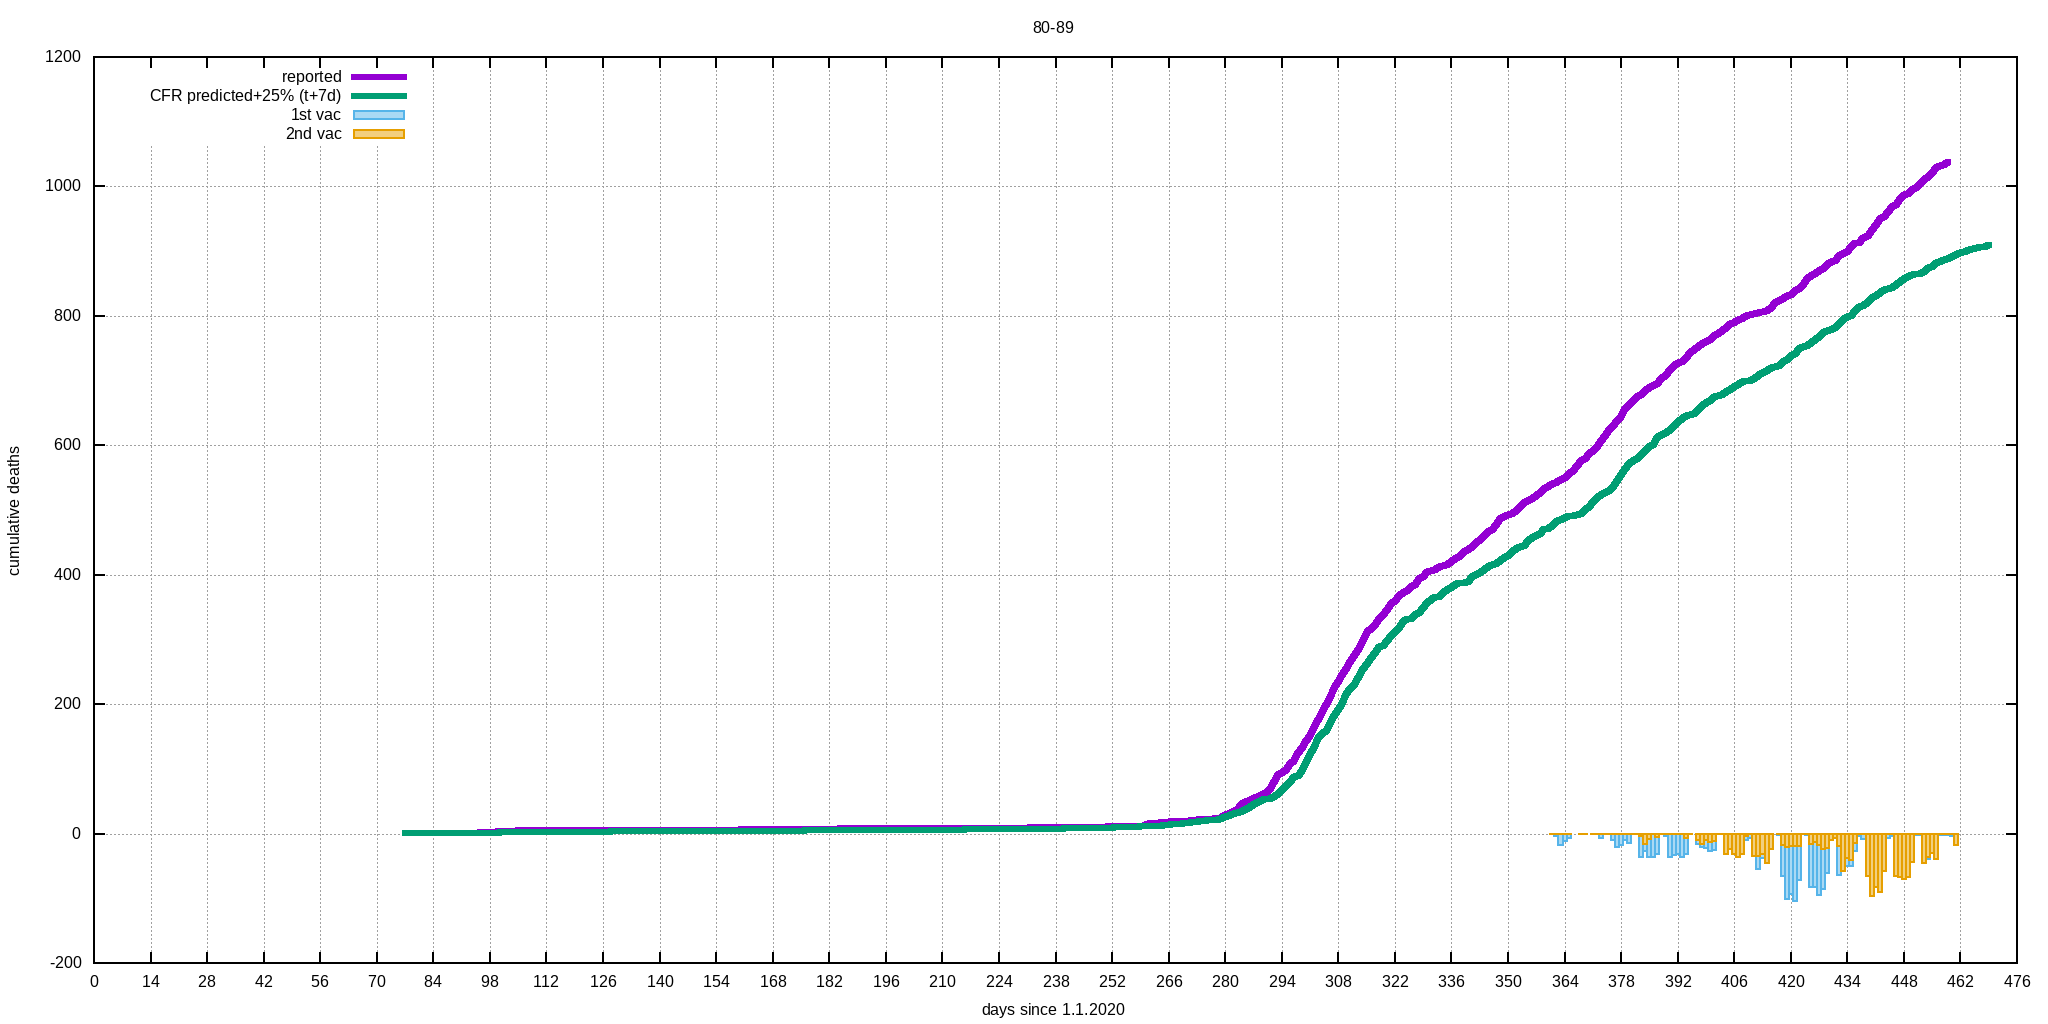 80-89
1200
1000
800
600
400
200
0
-200
cumulative deaths
reported
CFR predicted+25% (t+7d)
1st vac
2nd vac
0 14 28 42 56 70 84 98 112 126 140 154 168 182 196 210 224 238 252 266 280 294 308 322 336 350 364 378 392 406 420 434 448 462 476
days since 1.1.2020